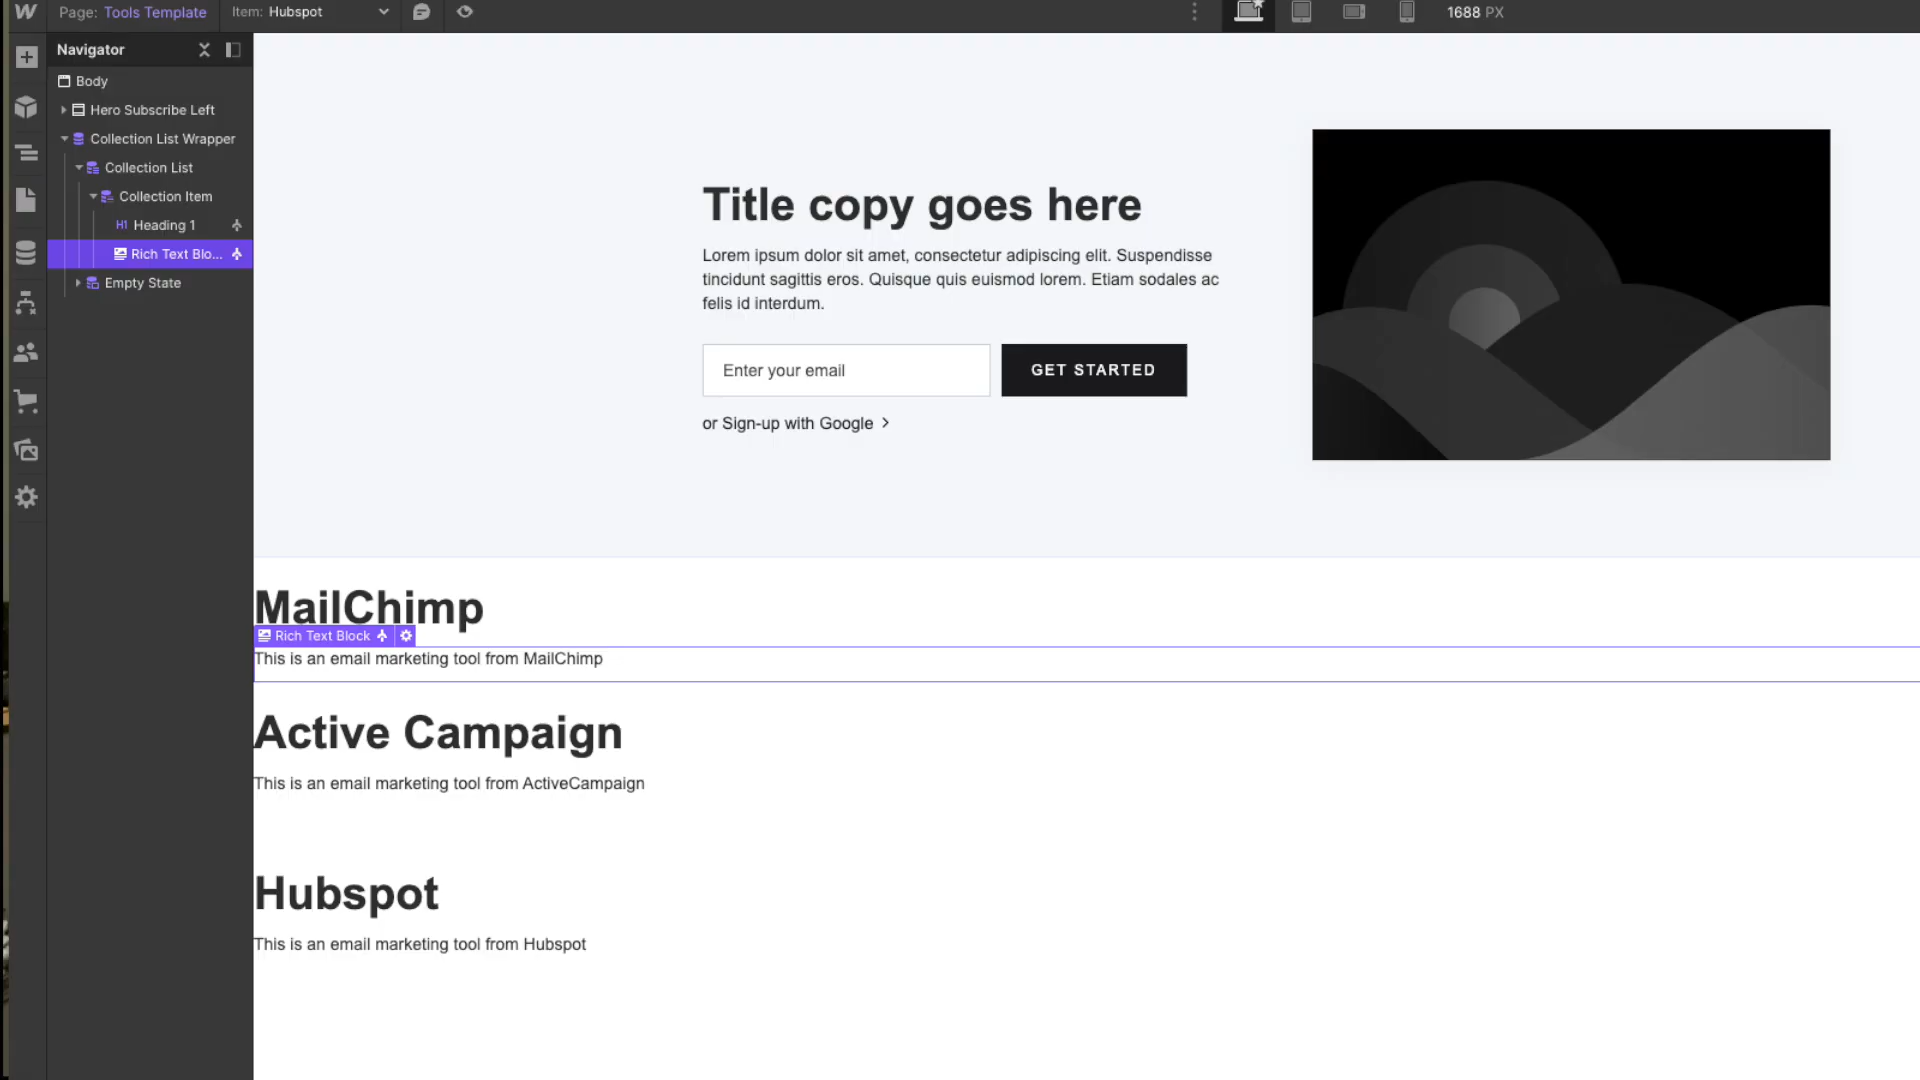 Page: Tools Template
Item: Hubspot
1688 PX
Navigator
Body
Hero Subscribe Left
Collection List Wrapper
Collection List
Collection Item
H1 Heading 1
Rich Text Blo...
Empty State
Title copy goes here
Lorem ipsum dolor sit amet, consectetur adipiscing elit. Suspendisse
tincidunt sagittis eros. Quisque quis euismod lorem. Etiam sodales ac
felis id interdum.
Enter your email
GET STARTED
or Sign-up with Google
MailChimp
Rich Text Block
This is an email marketing tool from MailChimp
Active Campaign
This is an email marketing tool from ActiveCampaign
Hubspot
This is an email marketing tool from Hubspot